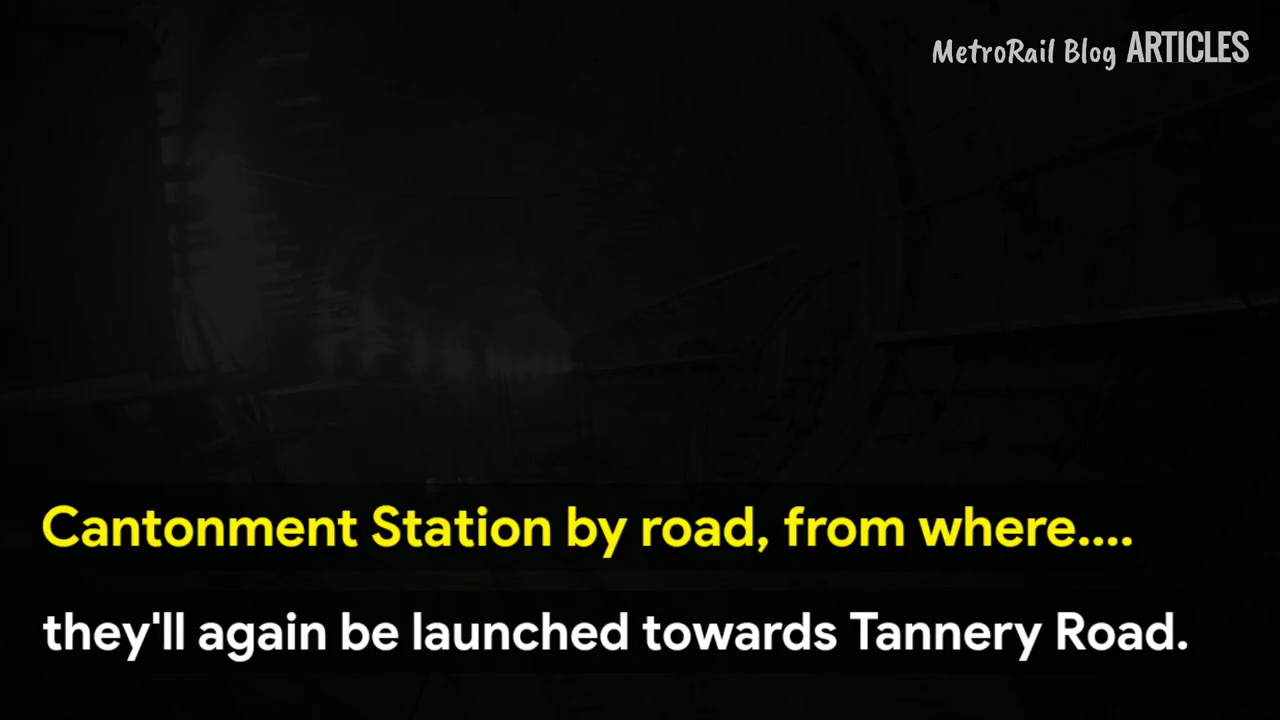 MetroRail Blog ARTICLES
Cantonment Station by road, from where....
they'll again be launched towards Tannery Road.